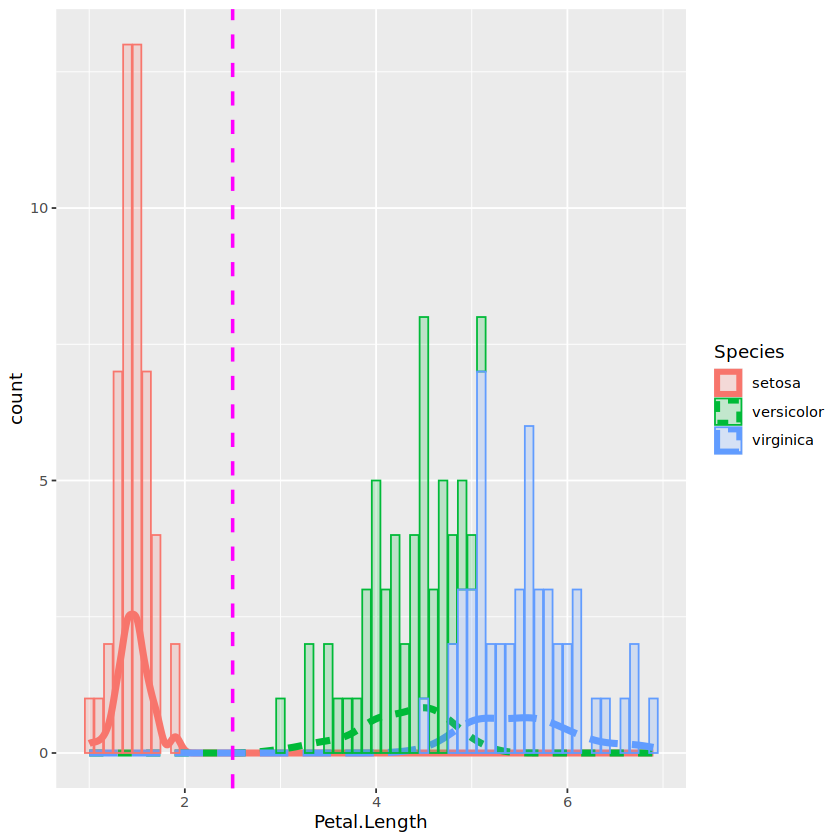 10
5
0
count
2
4
6
Petal.Length
Species
setosa
versicolor
virginica